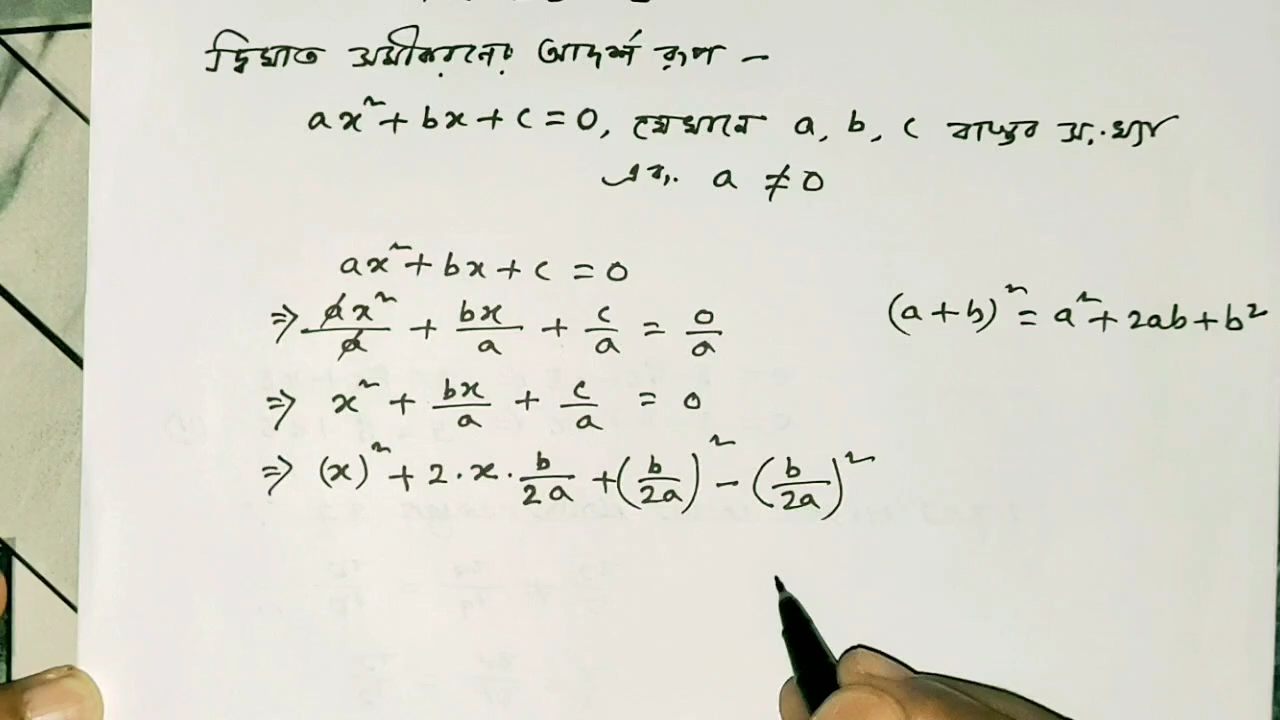 দ্বিঘাত সমীকরণের আদর্শ রূপ –
ax² + bx + c = 0, যেখানে a, b, c বাস্তব সংখ্যা
এবং a ≠ 0
ax² + bx + c = 0
⇒ ax²/a + bx/a + c/a = 0/a
(a+b)² = a² + 2ab + b²
⇒ x² + bx/a + c/a = 0
⇒ (x)² + 2·x·b/2a + (b/2a)² – (b/2a)²